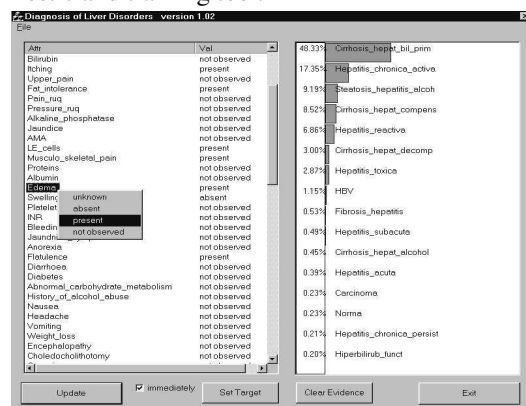 Diagnosis of Liver Disorders version 1.02
File
Attr Val
Bilirubin not observed
Itching present
Upper_pain not observed
Fat_intolerance present
Pain_ruq not observed
Pressure_ruq not observed
Alkaline_phosphatase not observed
Jaundice not observed
AMA not observed
LE_cells present
Musculo_skeletal_pain present
Proteins not observed
Albumin not observed
Edema present
Swelling absent
Platelet not observed
INR not observed
Bleedin not observed
not observed
Anorexia not observed
Flatulence present
Diarrhoea not observed
Diabetes not observed
Abnormal_carbohydrate_metabolism not observed
History_of_alcohol_abuse not observed
Nausea not observed
Headache not observed
Vomiting not observed
Weight_loss not observed
Encephalopathy not observed
Choledocholithotomy not observed
unknown
absent
present
not observed
48.33% Cirrhosis_hepat_bil_prim
17.35% Hepatitis_chronica_activa
9.19% Steatosis_hepatitis_alcoh
8.52% Cirrhosis_hepat_compens
6.86% Hepatitis_reactiva
3.00% Cirrhosis_hepat_decomp
2.87% Hepatitis_toxica
1.15% HBV
0.53% Fibrosis_hepatitis
0.49% Hepatitis_subacuta
0.45% Cirrhosis_hepat_alcohol
0.39% Hepatitis_acuta
0.23% Carcinoma
0.23% Norma
0.21% Hepatitis_chronica_persist
0.20% Hiperbilirub_funct
Update immediately Set Target Clear Evidence Exit